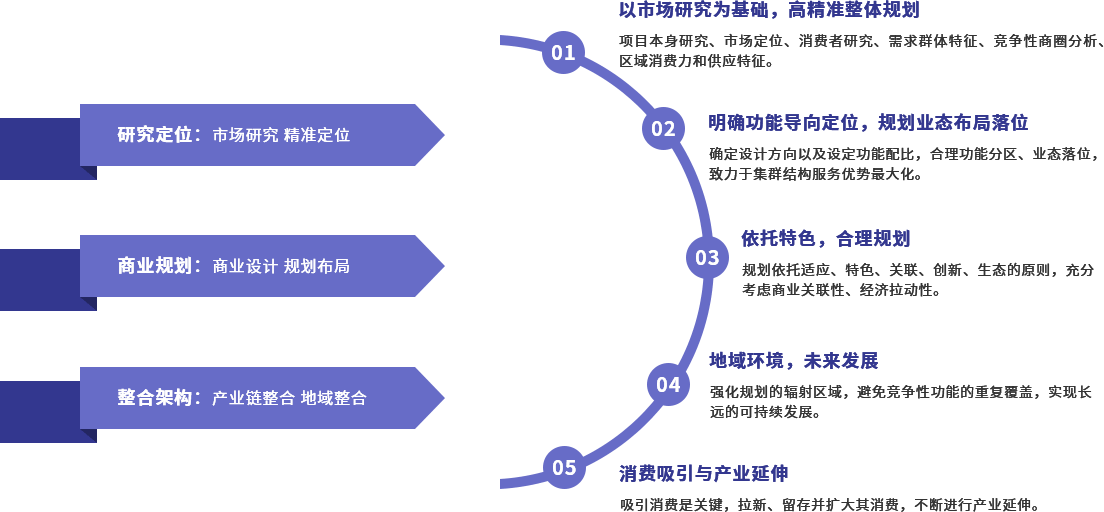 研究定位：市场研究 精准定位
商业规划：商业设计 规划布局
整合架构：产业链整合 地域整合
01
以市场研究为基础，高精准整体规划
项目本身研究、市场定位、消费者研究、需求群体特征、竞争性商圈分析、
区域消费力和供应特征。
02
明确功能导向定位，规划业态布局落位
确定设计方向以及设定功能配比，合理功能分区、业态落位，
致力于集群结构服务优势最大化。
03
依托特色，合理规划
规划依托适应、特色、关联、创新、生态的原则，充分
考虑商业关联性、经济拉动性。
04
地域环境，未来发展
强化规划的辐射区域，避免竞争性功能的重复覆盖，实现长
远的可持续发展。
05
消费吸引与产业延伸
吸引消费是关键，拉新、留存并扩大其消费，不断进行产业延伸。